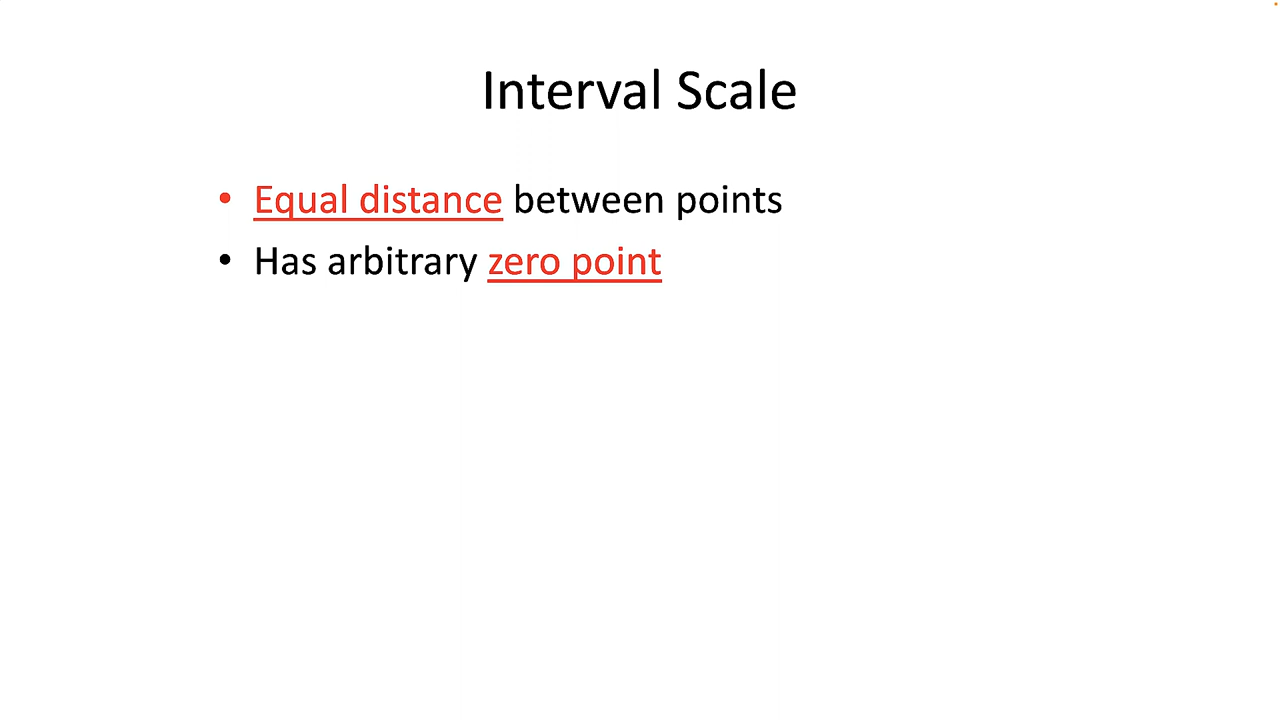 Interval Scale
• Equal distance between points
• Has arbitrary zero point